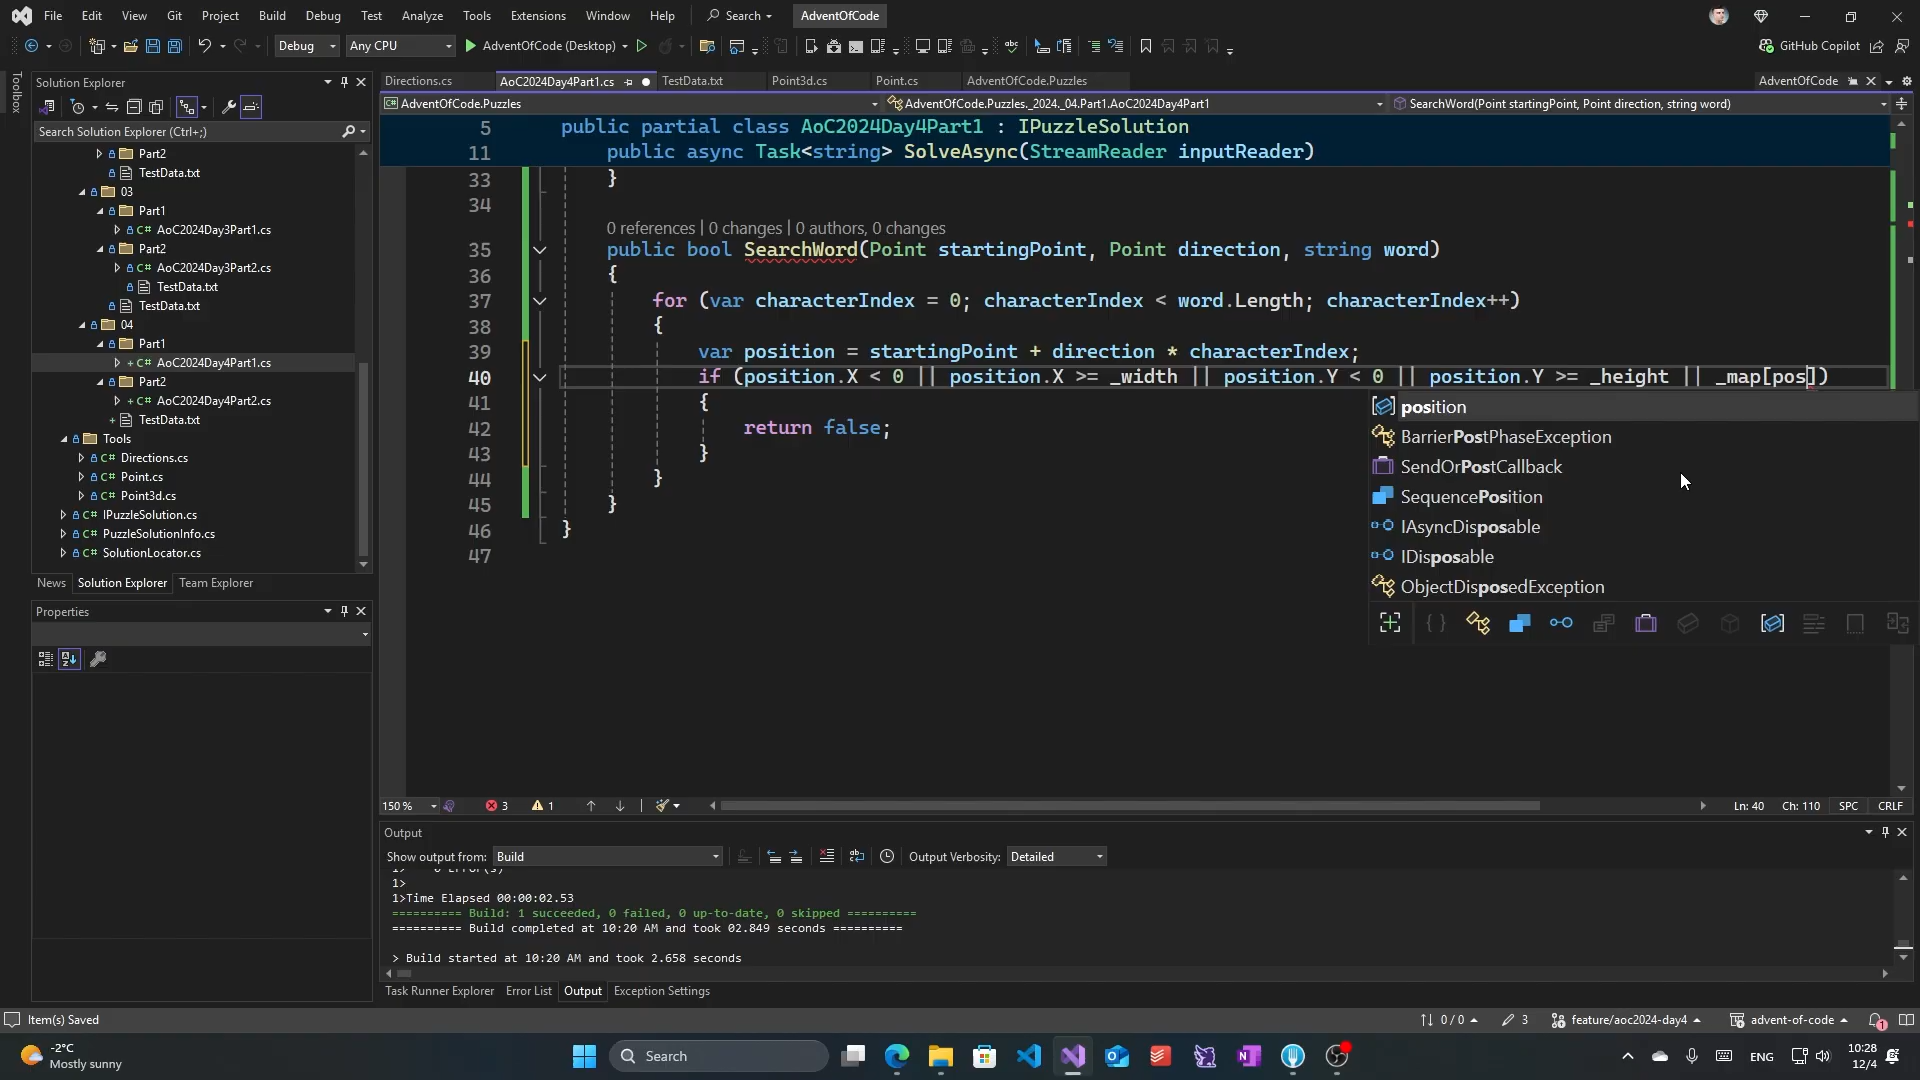 File Edit View Git Project Build Debug Test Analyze Tools Extensions Window Help Search AdventOfCode
Debug Any CPU AdventOfCode (Desktop) GitHub Copilot
Toolbox
Solution Explorer
Search Solution Explorer (Ctrl+;)
Part2
TestData.txt
03
Part1
C# AoC2024Day3Part1.cs
Part2
C# AoC2024Day3Part2.cs
TestData.txt
TestData.txt
04
Part1
C# AoC2024Day4Part1.cs
Part2
C# AoC2024Day4Part2.cs
TestData.txt
Tools
C# Directions.cs
C# Point.cs
C# Point3d.cs
C# IPuzzleSolution.cs
C# PuzzleSolutionInfo.cs
C# SolutionLocator.cs
News Solution Explorer Team Explorer
Properties
Directions.cs AoC2024Day4Part1.cs TestData.txt Point3d.cs Point.cs AdventOfCode.Puzzles AdventOfCode
AdventOfCode.Puzzles AdventOfCode.Puzzles._2024._04.Part1.AoC2024Day4Part1 SearchWord(Point startingPoint, Point direction, string word)
5 public partial class AoC2024Day4Part1 : IPuzzleSolution
11 public async Task<string> SolveAsync(StreamReader inputReader)
33 }
34
0 references | 0 changes | 0 authors, 0 changes
35 public bool SearchWord(Point startingPoint, Point direction, string word)
36 {
37 for (var characterIndex = 0; characterIndex < word.Length; characterIndex++)
38 {
39 var position = startingPoint + direction * characterIndex;
40 if (position.X < 0 || position.X >= _width || position.Y < 0 || position.Y >= _height || _map[pos])
41 {
42 return false;
43 }
44 }
45 }
46 }
47
position
BarrierPostPhaseException
SendOrPostCallback
SequencePosition
IAsyncDisposable
IDisposable
ObjectDisposedException
150 % 3 1 Ln: 40 Ch: 110 SPC CRLF
Output
Show output from: Build Output Verbosity: Detailed
1> 0 Error(s)
1>
1>Time Elapsed 00:00:02.53
========== Build: 1 succeeded, 0 failed, 0 up-to-date, 0 skipped ==========
========== Build completed at 10:20 AM and took 02.849 seconds ==========
> Build started at 10:20 AM and took 2.658 seconds
Task Runner Explorer Error List Output Exception Settings
Item(s) Saved 0 / 0 3 feature/aoc2024-day4 advent-of-code 1
-2°C
Mostly sunny
Search
ENG
10:28
12/4